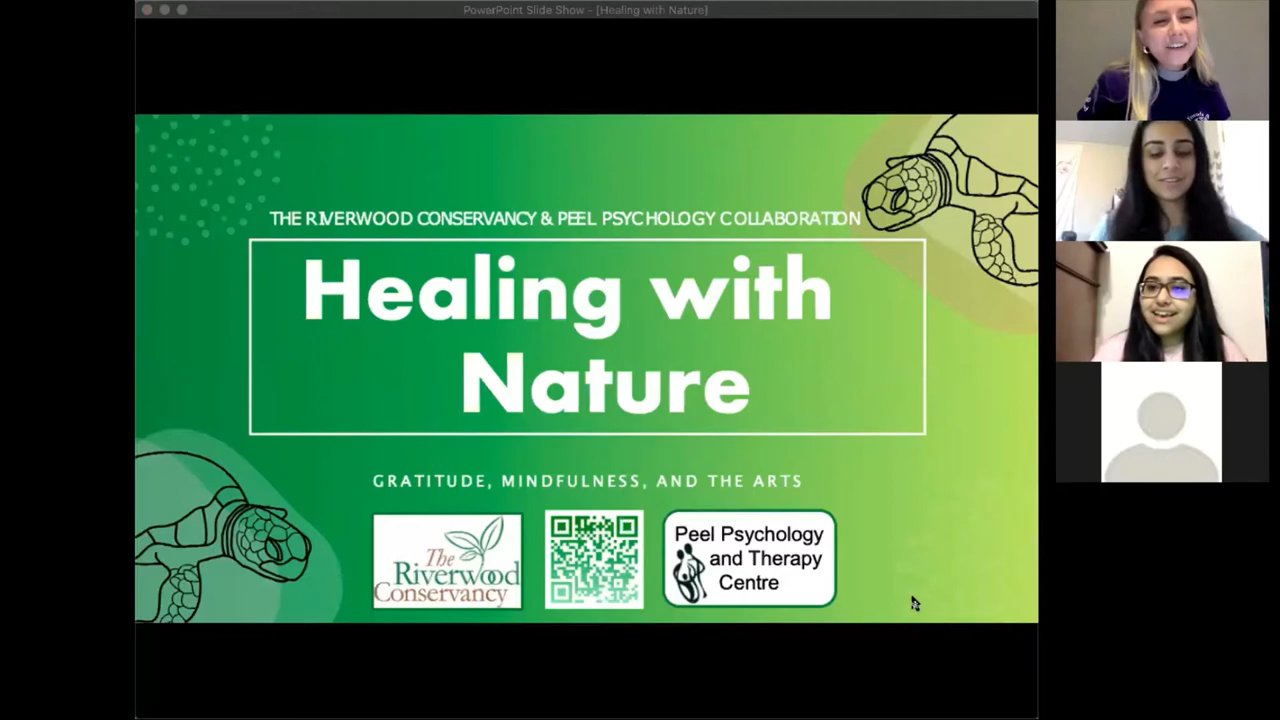 PowerPoint Slide Show - [Healing with Nature]
THE RIVERWOOD CONSERVANCY & PEEL PSYCHOLOGY COLLABORATION
Healing with
Nature
GRATITUDE, MINDFULNESS, AND THE ARTS
The
Riverwood
Conservancy
Peel Psychology
and Therapy
Centre